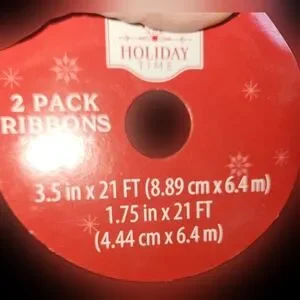 HOLIDAY
TIME
2 PACK
RIBBONS
3.5 in x 21 FT (8.89 cm x 6.4 m)
1.75 in x 21 FT
(4.44 cm x 6.4 m)